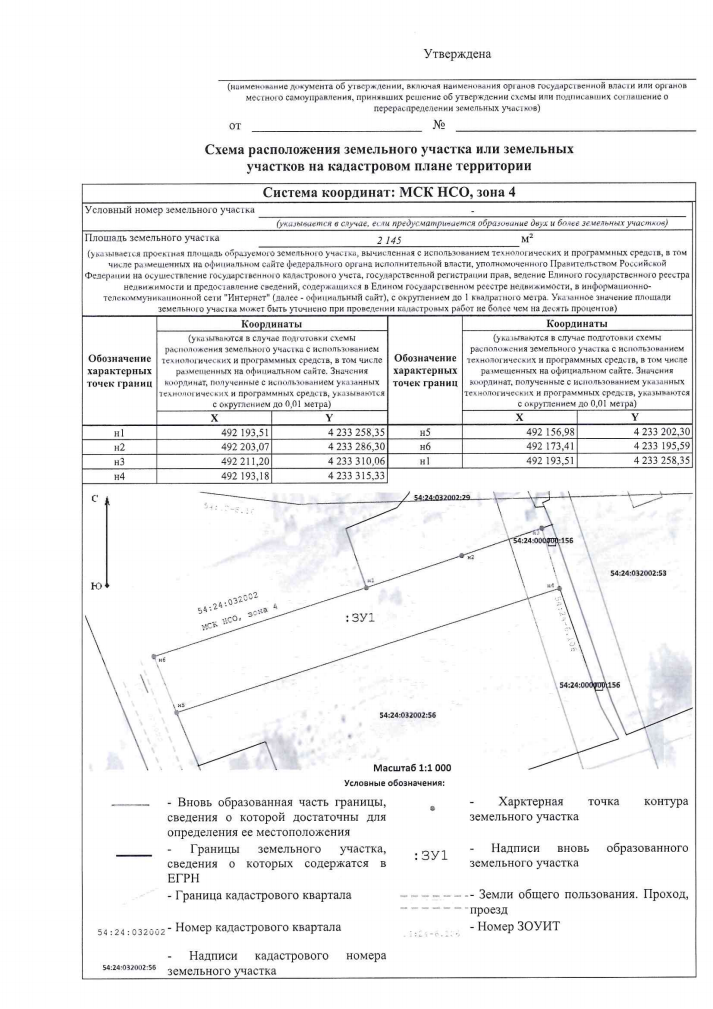 Утверждена
(наименование документа об утверждении, включая наименования органов государственной власти или органов
местного самоуправления, принявших решение об утверждении схемы или подписавших соглашение о
перераспределении земельных участков)
от № 
Схема расположения земельного участка или земельных
участков на кадастровом плане территории
Система координат: МСК НСО, зона 4
Условный номер земельного участка -
(указывается в случае, если предусматривается образование двух и более земельных участков)
Площадь земельного участка 2 145 м²
(указывается проектная площадь образуемого земельного участка, вычисленная с использованием технологических и программных средств, в том
числе размещенных на официальном сайте федерального органа исполнительной власти, уполномоченного Правительством Российской
Федерации на осуществление государственного кадастрового учета, государственной регистрации прав, ведение Единого государственного реестра
недвижимости и предоставление сведений, содержащихся в Едином государственном реестре недвижимости, в информационно-
телекоммуникационной сети "Интернет" (далее - официальный сайт), с округлением до 1 квадратного метра. Указанное значение площади
земельного участка может быть уточнено при проведении кадастровых работ не более чем на десять процентов)
Обозначение
характерных
точек границ
Координаты
(указываются в случае подготовки схемы
расположения земельного участка с использованием
технологических и программных средств, в том числе
размещенных на официальном сайте. Значения
координат, полученные с использованием указанных
технологических и программных средств, указываются
с округлением до 0,01 метра)
X Y
н1 492 193,51 4 233 258,35
н2 492 203,07 4 233 286,30
н3 492 211,20 4 233 310,06
н4 492 193,18 4 233 315,33
Обозначение
характерных
точек границ
Координаты
(указываются в случае подготовки схемы
расположения земельного участка с использованием
технологических и программных средств, в том числе
размещенных на официальном сайте. Значения
координат, полученные с использованием указанных
технологических и программных средств, указываются
с округлением до 0,01 метра)
X Y
н5 492 156,98 4 233 202,30
н6 492 173,41 4 233 195,59
н1 492 193,51 4 233 258,35
С
Ю
54:24:032002:29
54:24:000000:156
54:24:032002:53
н3
н2
н1
н4
54:24:032002
МСК НСО, зона 4
:ЗУ1
54:24-6.206
н6
н5
54:24:000000:156
54:24:032002:56
Масштаб 1:1 000
Условные обозначения:
- Вновь образованная часть границы,
сведения о которой достаточны для
определения ее местоположения
- Харктерная точка контура
земельного участка
- Границы земельного участка,
сведения о которых содержатся в
ЕГРН
:ЗУ1 - Надписи вновь образованного
земельного участка
- Граница кадастрового квартала
- Земли общего пользования. Проход,
проезд
54:24:032002 - Номер кадастрового квартала
- Номер ЗОУИТ
54:24:032002:56 - Надписи кадастрового номера
земельного участка